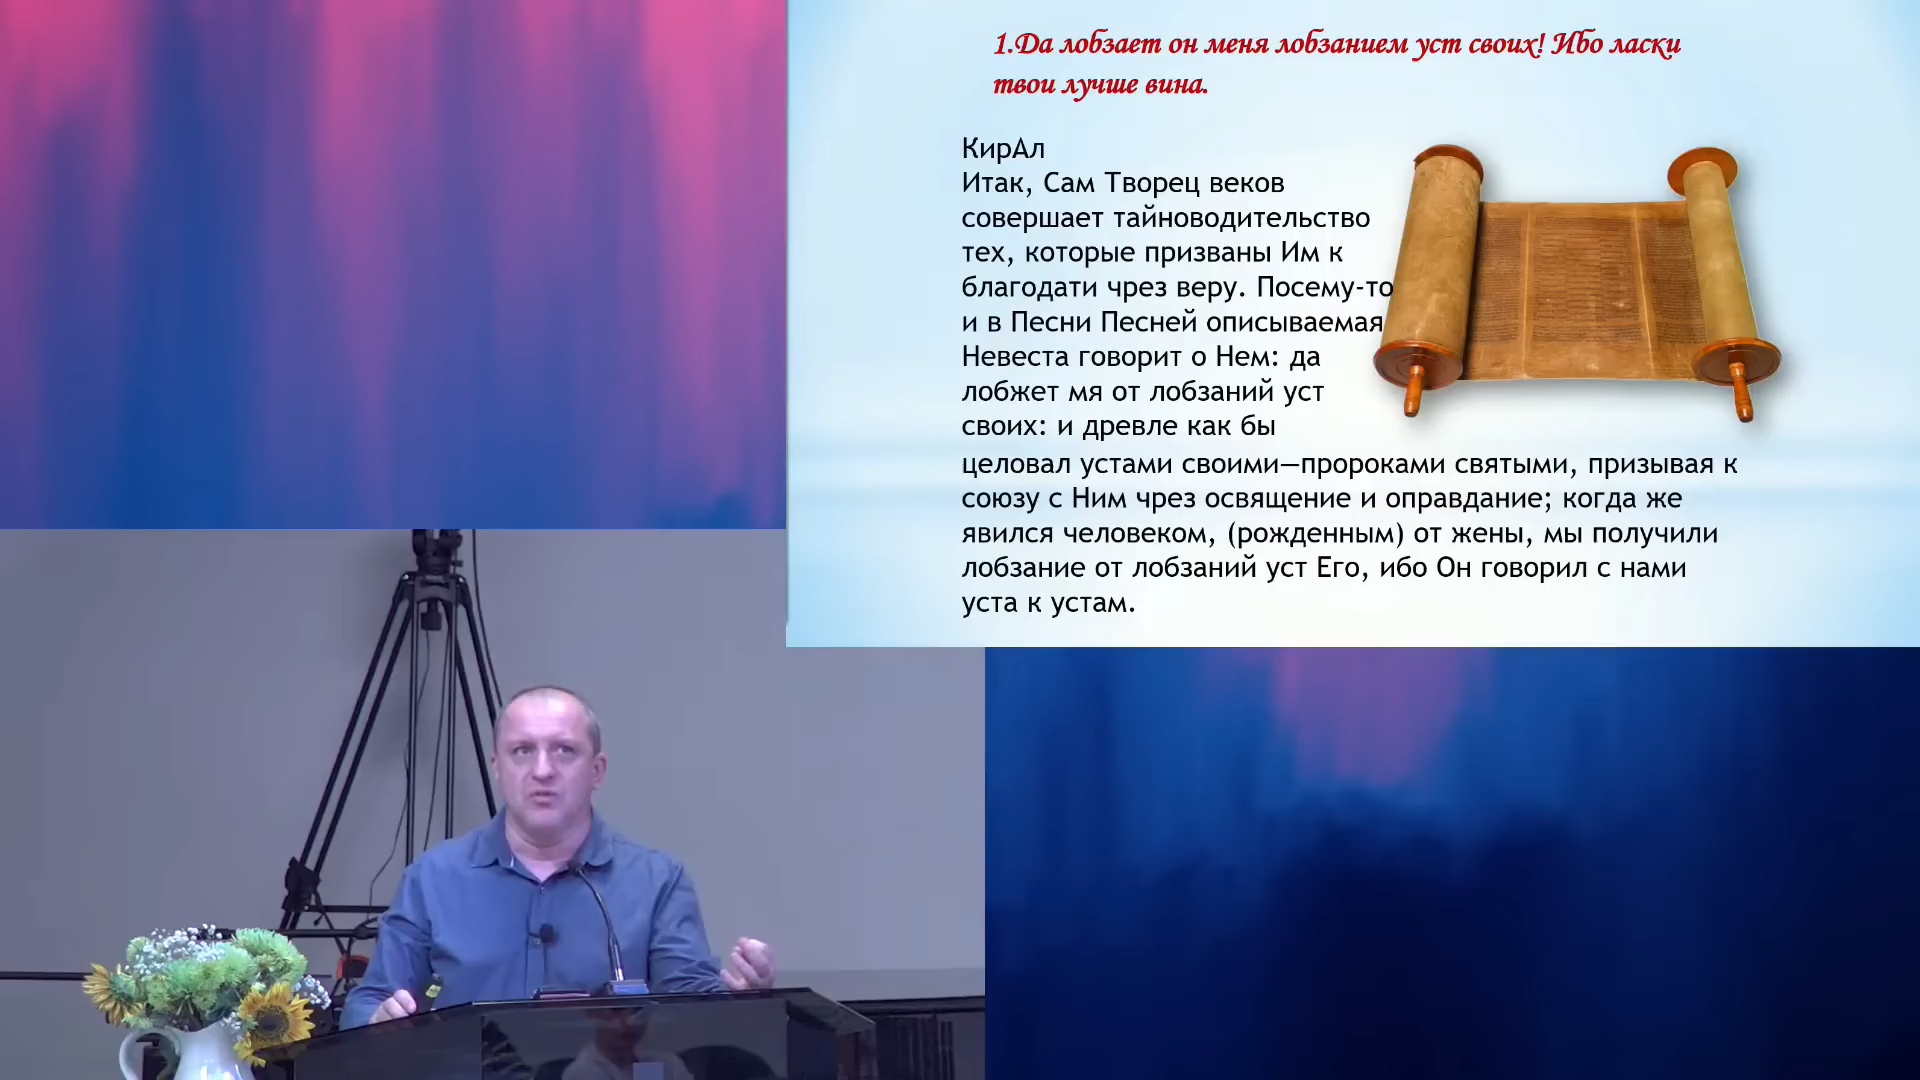 1.Да лобзает он меня лобзанием уст своих! Ибо ласки
твои лучше вина.
КирАл
Итак, Сам Творец веков
совершает тайноводительство
тех, которые призваны Им к
благодати чрез веру. Посему-то
и в Песни Песней описываемая
Невеста говорит о Нем: да
лобжет мя от лобзаний уст
своих: и древле как бы
целовал устами своими—пророками святыми, призывая к
союзу с Ним чрез освящение и оправдание; когда же
явился человеком, (рожденным) от жены, мы получили
лобзание от лобзаний уст Его, ибо Он говорил с нами
уста к устам.